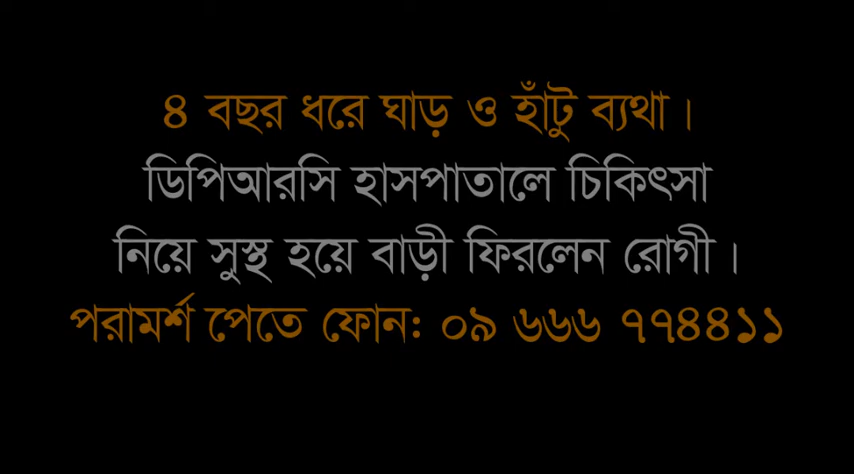 ৪ বছর ধরে ঘাড় ও হাঁটু ব্যথা।
ডিপিআরসি হাসপাতালে চিকিৎসা
নিয়ে সুস্থ হয়ে বাড়ী ফিরলেন রোগী।
পরামর্শ পেতে ফোন: ০৯ ৬৬৬ ৭৭৪৪১১